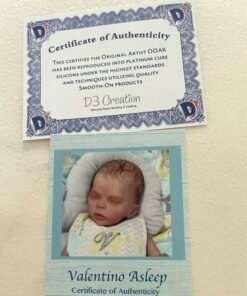 Certificate of Authenticity
THIS CERTIFIES THE ORIGINAL ARTIST OOAK
HAS BEEN REPRODUCED INTO PLATINUM CURE
SILICONE UNDER THE HIGHEST STANDARDS
AND TECHNIQUES UTILIZING QUALITY
SMOOTH-ON PRODUCTS
D3 Creation
Valentino Asleep
Certificate of Authenticity